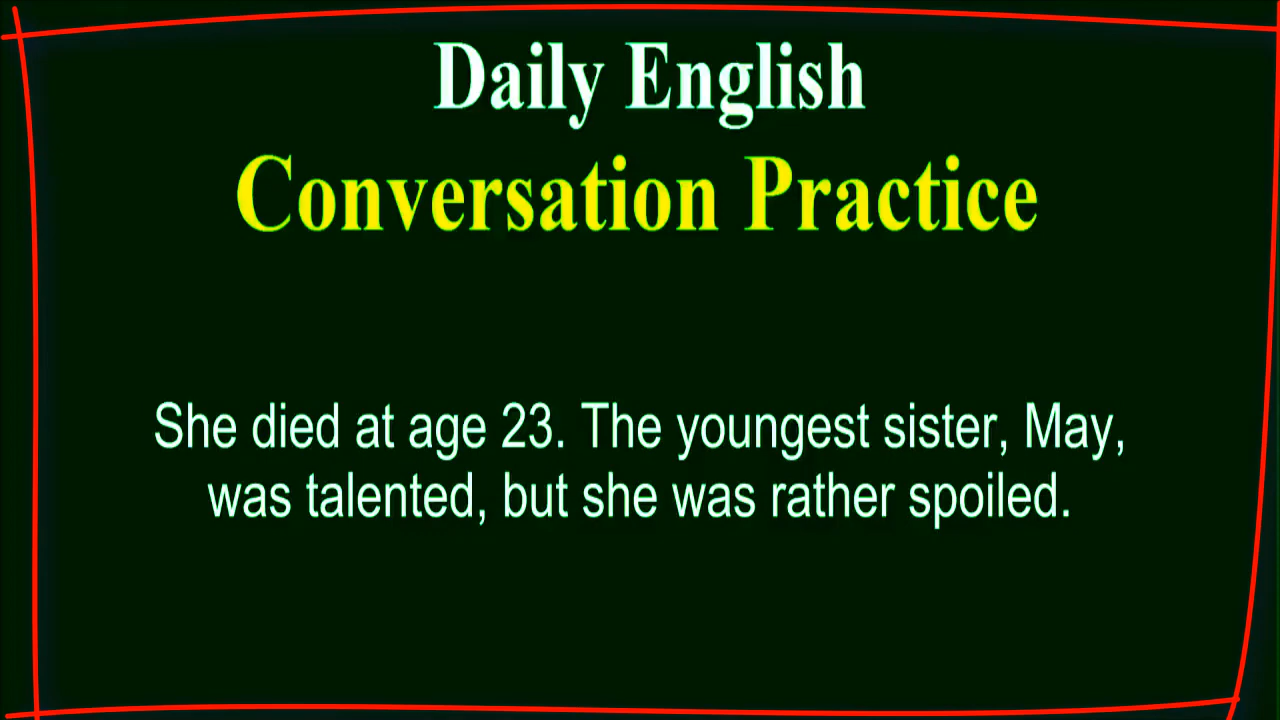 Daily English
Conversation Practice
She died at age 23. The youngest sister, May,
was talented, but she was rather spoiled.